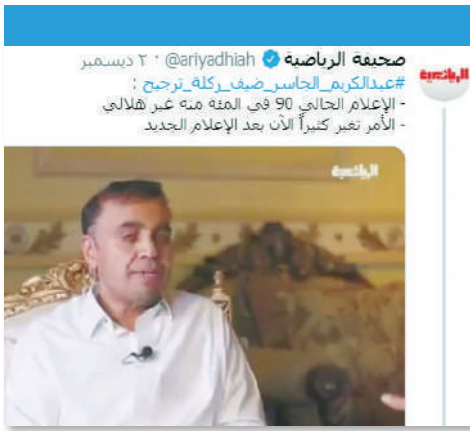 صحيفة الرياضية @ariyadhiah · ٢ ديسمبر
الرياضية
#عبدالكريم_الجاسر_ضيف_ركلة_ترجيح :
- الإعلام الحالي 90 في المئة منه غير هلالي
- الأمر تغير كثيراً الآن بعد الإعلام الجديد
الرياضية